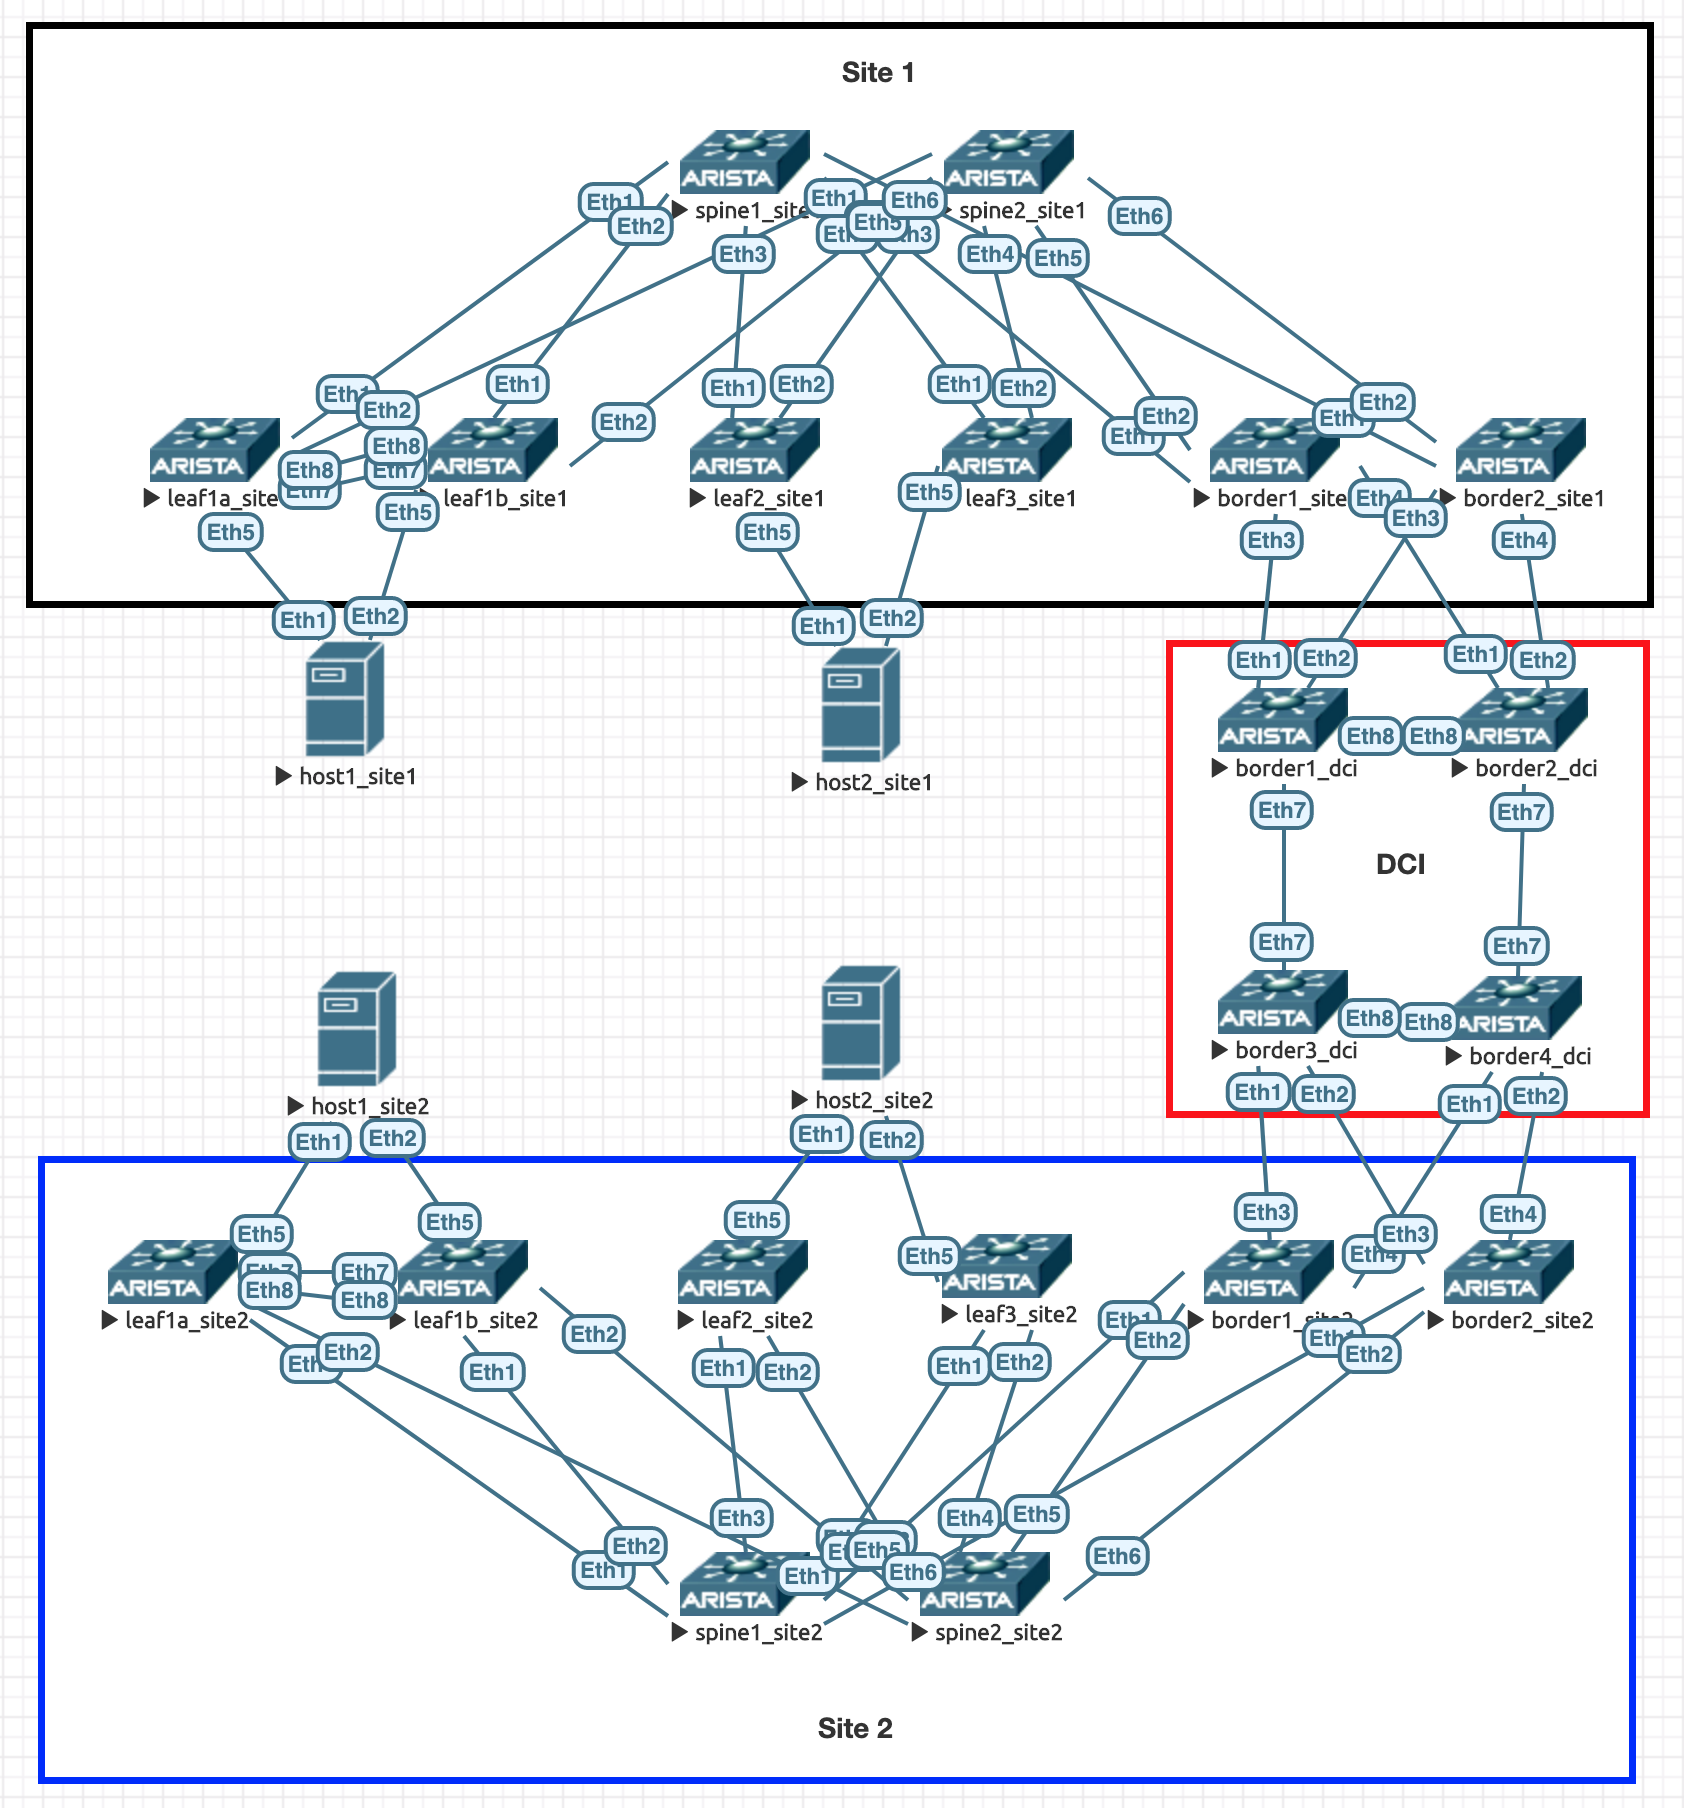 Site 1
ARISTA
ARISTA
spine1_site
spine2_site1
Eth1
Eth2
Eth1
Eth6
Eth5
Eth6
Eth3
Eth4
Eth5
Eth1
Eth2
Eth1
Eth2
Eth1
Eth2
Eth1
Eth2
Eth2
Eth1
Eth2
Eth1
Eth2
Eth8
Eth8
Eth7
Eth7
ARISTA
ARISTA
ARISTA
ARISTA
ARISTA
ARISTA
leaf1a_site
leaf1b_site1
leaf2_site1
leaf3_site1
border1_site
border2_site1
Eth5
Eth5
Eth5
Eth5
Eth4
Eth3
Eth3
Eth4
Eth1
Eth2
Eth1
Eth2
Eth1
Eth2
Eth1
Eth2
ARISTA
Eth8
Eth8
ARISTA
host1_site1
host2_site1
border1_dci
border2_dci
Eth7
Eth7
DCI
Eth7
Eth7
ARISTA
Eth8
Eth8
ARISTA
border3_dci
border4_dci
host1_site2
host2_site2
Eth1
Eth2
Eth1
Eth2
Eth1
Eth2
Eth1
Eth2
Eth5
Eth5
Eth5
Eth5
Eth3
Eth4
Eth3
Eth4
Eth7
Eth7
Eth8
Eth8
ARISTA
ARISTA
ARISTA
ARISTA
ARISTA
ARISTA
leaf1a_site2
leaf1b_site2
leaf2_site2
leaf3_site2
border1_site2
border2_site2
Eth2
Eth1
Eth2
Eth1
Eth2
Eth1
Eth2
Eth1
Eth2
Eth1
Eth2
Eth1
Eth2
Eth3
Eth4
Eth5
Eth2
Eth1
Eth5
Eth1
Eth6
Eth6
ARISTA
ARISTA
spine1_site2
spine2_site2
Site 2